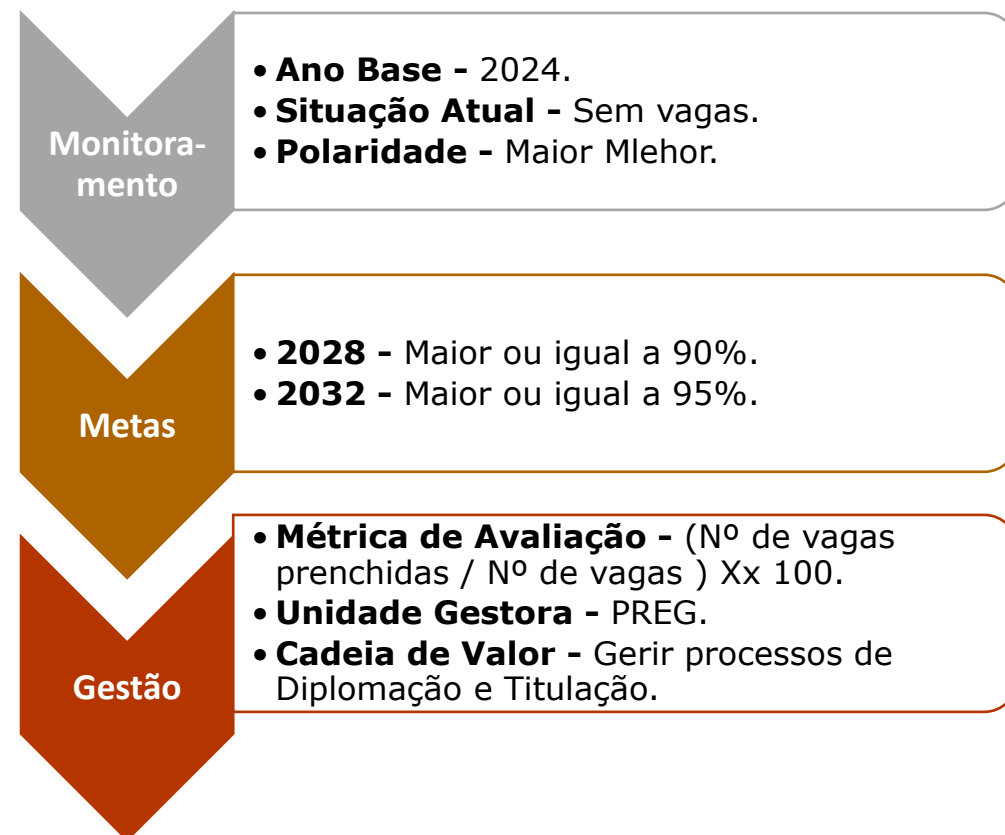 Monitora-
mento
• Ano Base - 2024.
• Situação Atual - Sem vagas.
• Polaridade - Maior Mlehor.
Metas
• 2028 - Maior ou igual a 90%.
• 2032 - Maior ou igual a 95%.
Gestão
• Métrica de Avaliação - (Nº de vagas
prenchidas / Nº de vagas ) Xx 100.
• Unidade Gestora - PREG.
• Cadeia de Valor - Gerir processos de
Diplomação e Titulação.